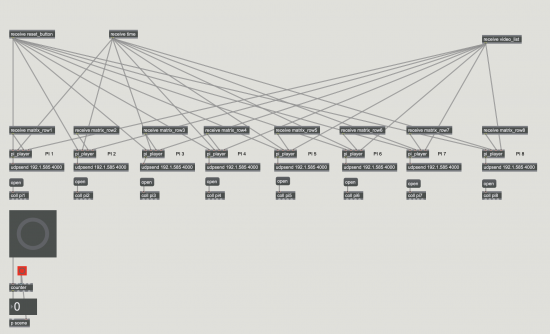 receive reset_button
receive time
receive video_list
receive matrix_row1
receive matrix_row2
receive matrix_row3
receive matrix_row4
receive matrix_row5
receive matrix_row6
receive matrix_row7
receive matrix_row8
pi_player PI 1
pi_player PI 2
pi_player PI 3
pi_player PI 4
pi_player PI 5
pi_player PI 6
pi_player PI 7
pi_player PI 8
udpsend 192.1.585 4000
udpsend 192.1.585 4000
udpsend 192.1.585 4000
udpsend 192.1.585 4000
udpsend 192.1.585 4000
udpsend 192.1.585 4000
udpsend 192.1.585 4000
udpsend 192.1.585 4000
open
open
open
open
open
open
open
open
coll pi1
coll pi2
coll pi3
coll pi4
coll pi5
coll pi6
coll pi7
coll pi8
counter
0
p scene